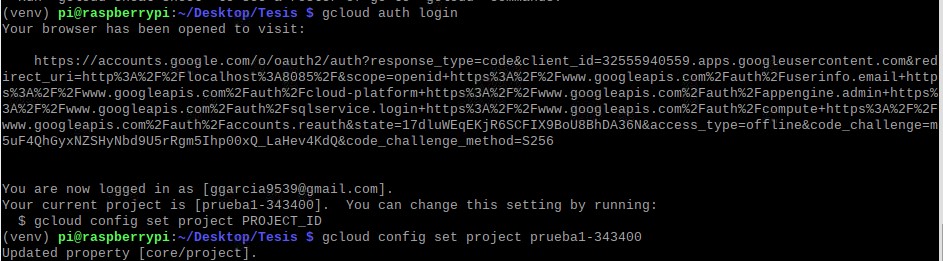 (venv) pi@raspberrypi:~/Desktop/Tesis $ gcloud auth login
Your browser has been opened to visit:
https://accounts.google.com/o/oauth2/auth?response_type=code&client_id=32555940559.apps.googleusercontent.com&red
irect_uri=http%3A%2F%2Flocalhost%3A8085%2F&scope=openid+https%3A%2F%2Fwww.googleapis.com%2Fauth%2Fuserinfo.email+http
s%3A%2F%2Fwww.googleapis.com%2Fauth%2Fcloud-platform+https%3A%2F%2Fwww.googleapis.com%2Fauth%2Fappengine.admin+https%
3A%2F%2Fwww.googleapis.com%2Fauth%2Fsqlservice.login+https%3A%2F%2Fwww.googleapis.com%2Fauth%2Fcompute+https%3A%2F%2F
www.googleapis.com%2Fauth%2Faccounts.reauth&state=17dluWEqEKjR6SCFIX9BoU8BhDA36N&access_type=offline&code_challenge=m
5uF4QhGyxNZSHyNbd9U5rRgm5Ihp00xQ_LaHev4KdQ&code_challenge_method=S256
You are now logged in as [ggarcia9539@gmail.com].
Your current project is [prueba1-343400].  You can change this setting by running:
$ gcloud config set project PROJECT_ID
(venv) pi@raspberrypi:~/Desktop/Tesis $ gcloud config set project prueba1-343400
Updated property [core/project].